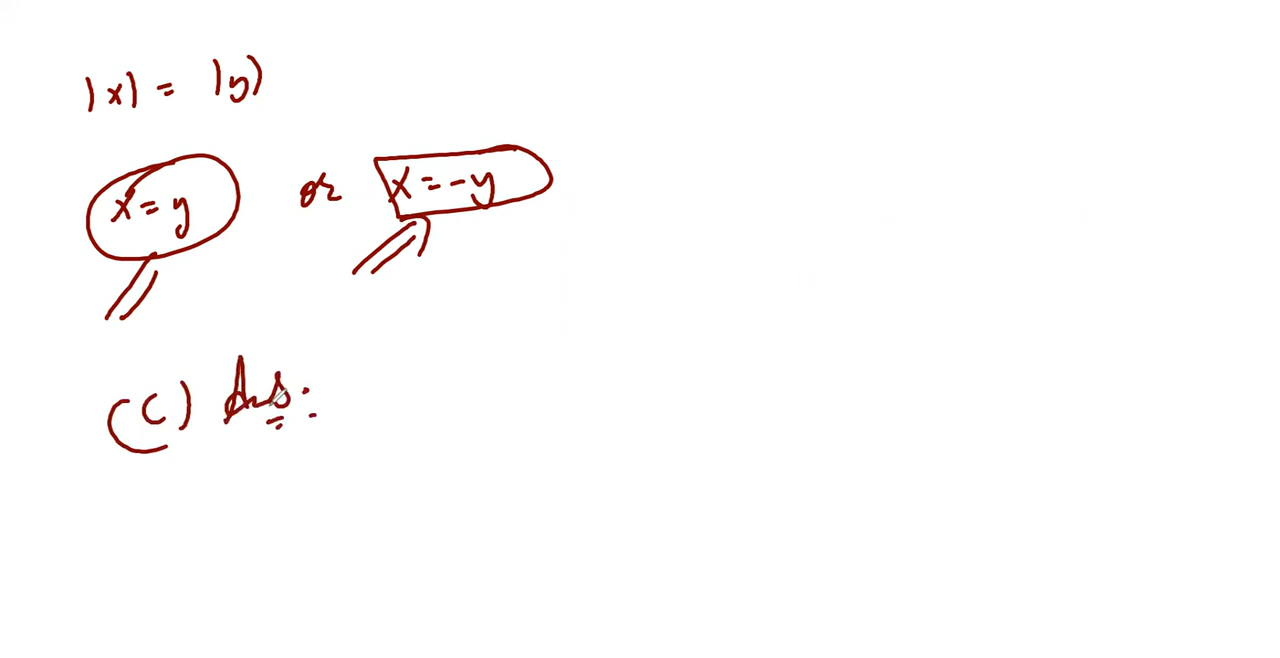 |x| = |y|
x = y or x = -y
(C) Ans: